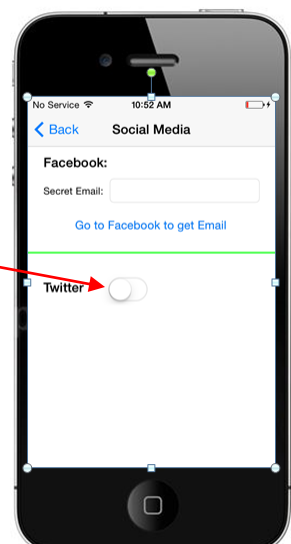 No Service 10:52 AM
Back Social Media
Facebook:
Secret Email:
Go to Facebook to get Email
Twitter